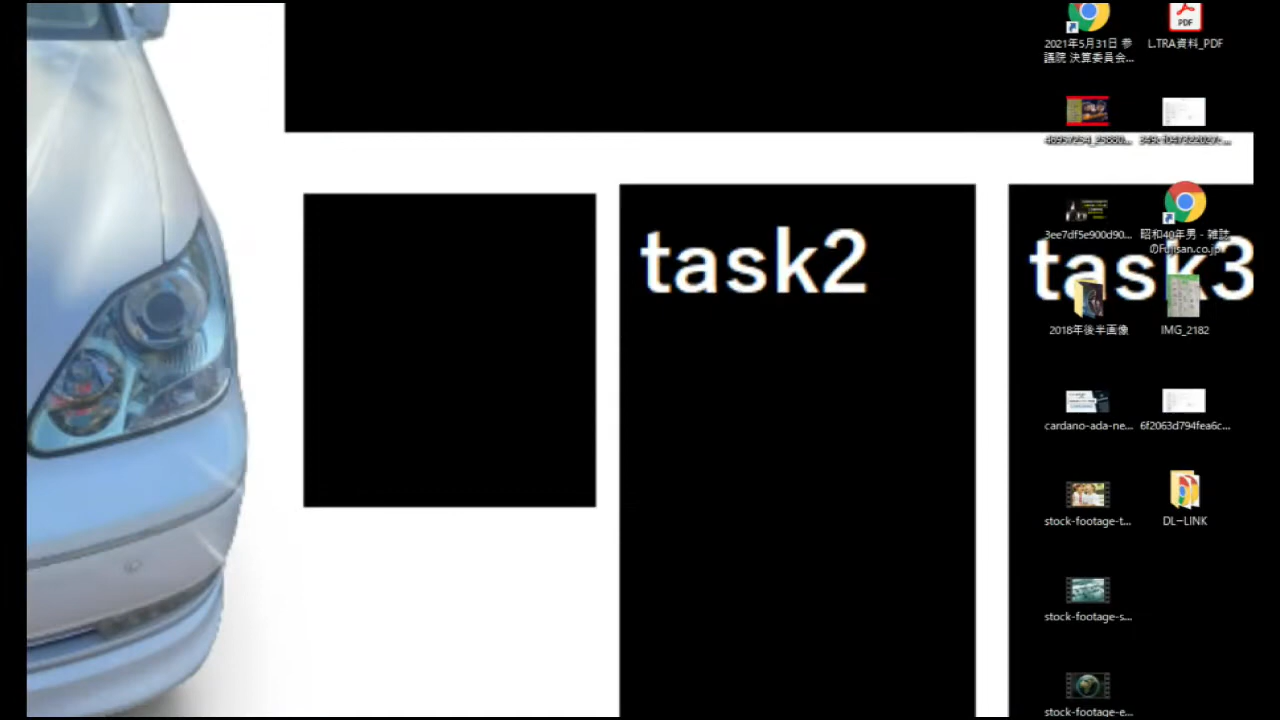 2021年5月31日 参
議院 決算委員会...
L.TRA資料_PDF
PDF
3ee7df5e900d90...
昭和40年男 - 雑誌
のFujisan.co.jp
task2
task3
2018年後半画像
IMG_2182
cardano-ada-ne...
6f2063d794fea6c...
stock-footage-t...
DL-LINK
stock-footage-s...
stock-footage-e...